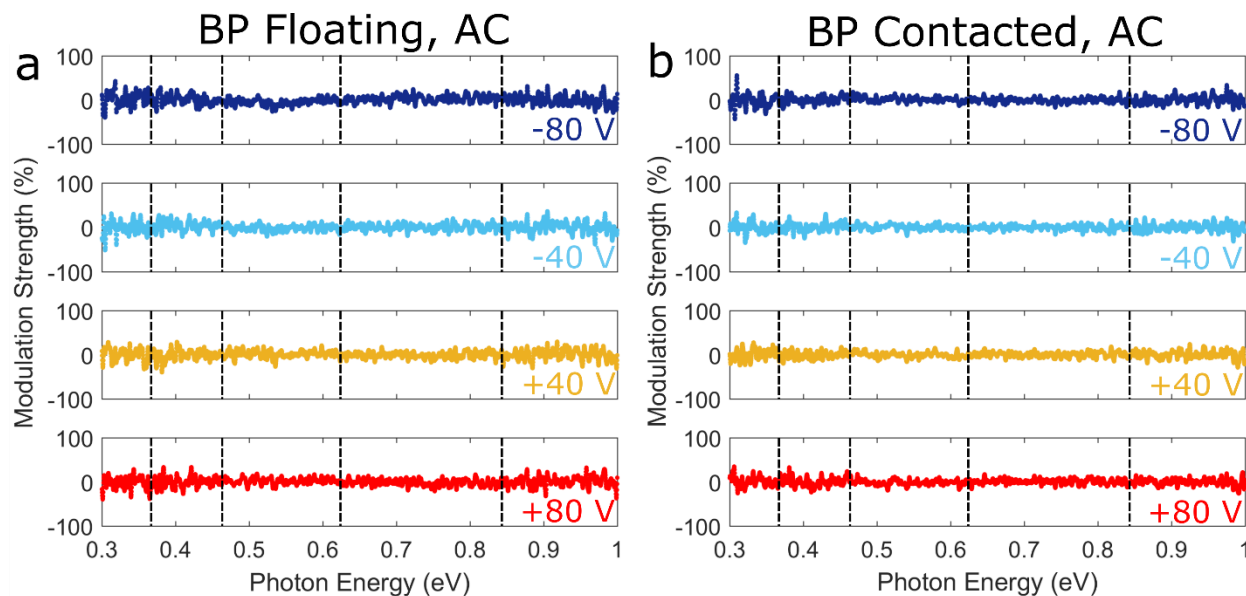 BP Floating, AC
a
Modulation Strength (%)
100
0
-100
-80 V
100
0
-100
-40 V
100
0
-100
+40 V
100
0
-100
+80 V
0.3 0.4 0.5 0.6 0.7 0.8 0.9 1
Photon Energy (eV)
BP Contacted, AC
b
Modulation Strength (%)
100
0
-100
-80 V
100
0
-100
-40 V
100
0
-100
+40 V
100
0
-100
+80 V
0.3 0.4 0.5 0.6 0.7 0.8 0.9 1
Photon Energy (eV)